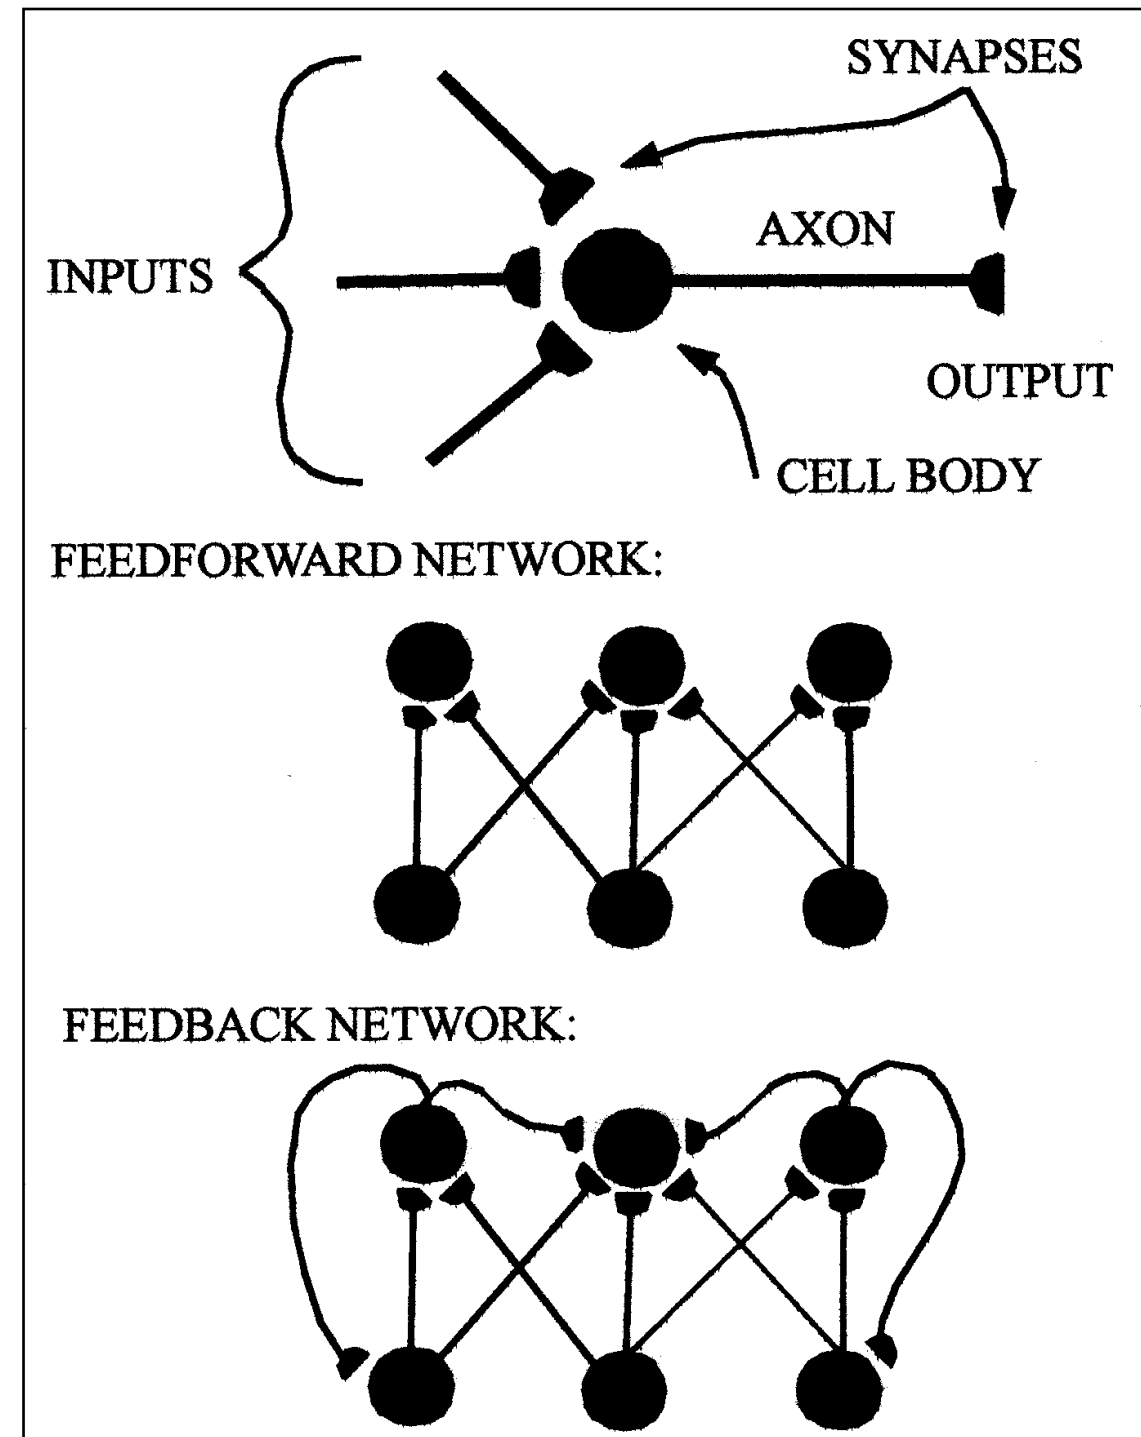 SYNAPSES
AXON
INPUTS
OUTPUT
CELL BODY
FEEDFORWARD NETWORK:
FEEDBACK NETWORK: